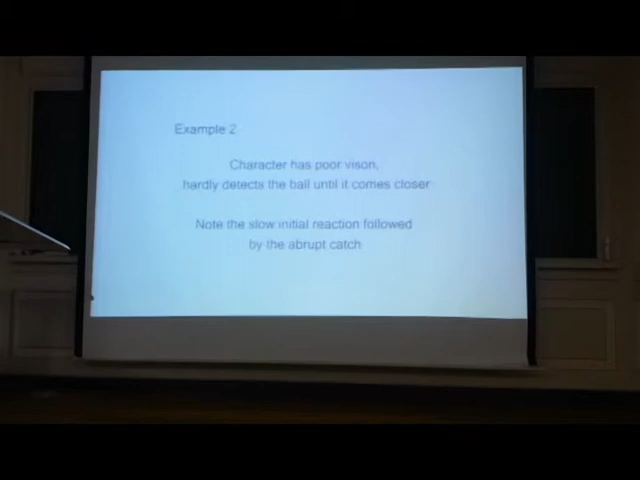 Example 2
Character has poor vison,
hardly detects the ball until it comes closer
Note the slow initial reaction followed
by the abrupt catch